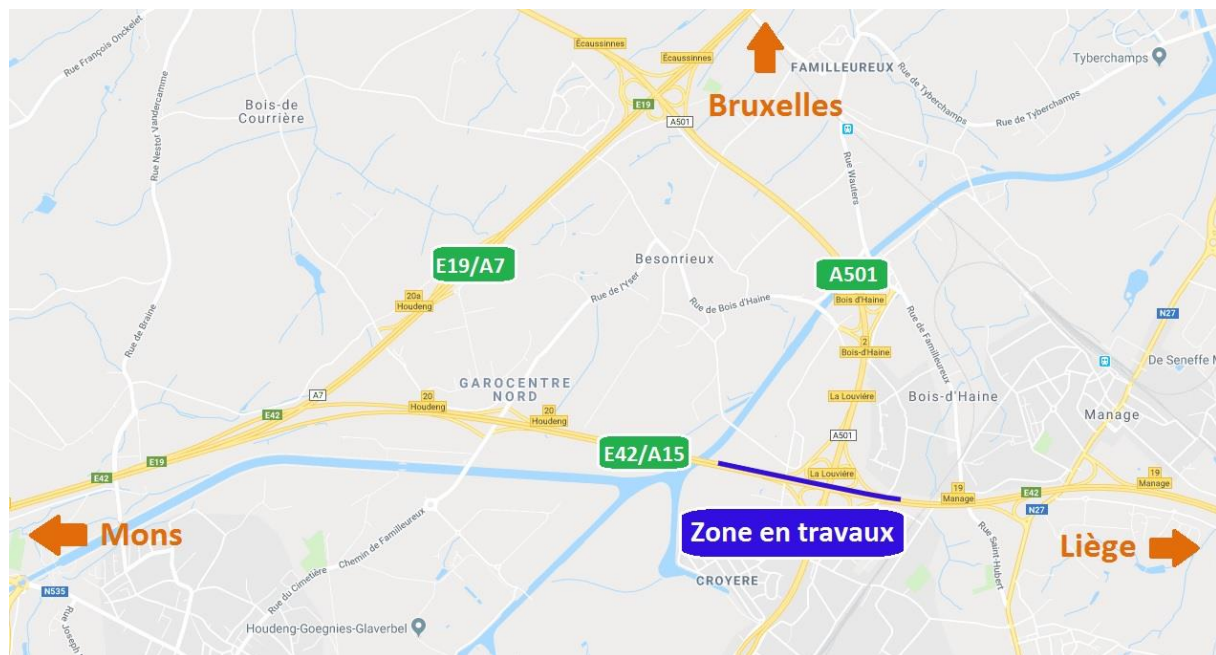 Écaussinnes
Rue François Onckelet
Écaussinnes
FAMILLEUREUX
Tyberchamps
Bois-de
Courrière
E19
Bruxelles
A501
Rue de Tyberchamps
Rue de Tyberchamps
Rue Nestor Vandercamme
Rue Wauters
E19/A7
Besonrieux
A501
20a
Houdeng
Rue de l'Yser
Rue de Bois d'Haine
Bois d'Haine
N27
Rue de Braine
2
Bois-d'Haine
Rue de Familleureux
De Seneffe M
GAROCENTRE
NORD
A7
20
Houdeng
La Louvière
Bois-d'Haine
Manage
E42
20
Houdeng
A501
E42/A15
E19
E42
La Louvière
19
Manage
19
Manage
E42
N27
Mons
Zone en travaux
Liège
Chemin de Familleureux
Rue Saint-Hubert
CROYERE
N535
Rue du Cimetière
Rue Joseph
Houdeng-Goegnies-Glaverbel